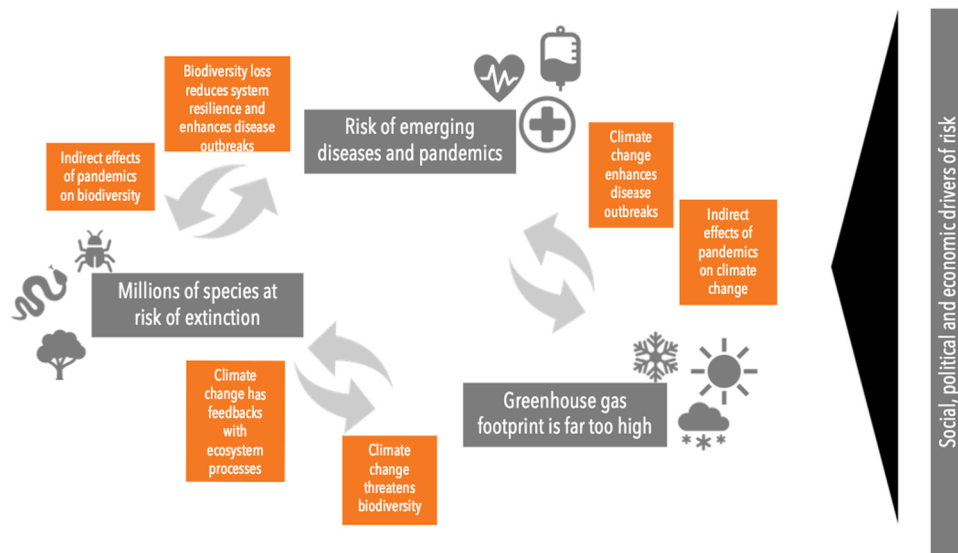 Biodiversity loss
reduces system
resilience and
enhances disease
outbreaks
Risk of emerging
diseases and pandemics
Climate
change
enhances
disease
outbreaks
Indirect effects
of pandemics
on biodiversity
Indirect
effects of
pandemics
on climate
change
Millions of species at
risk of extinction
Climate
change has
feedbacks
with
ecosystem
processes
Greenhouse gas
footprint is far too high
Climate
change
threatens
biodiversity
Social, political and economic drivers of risk